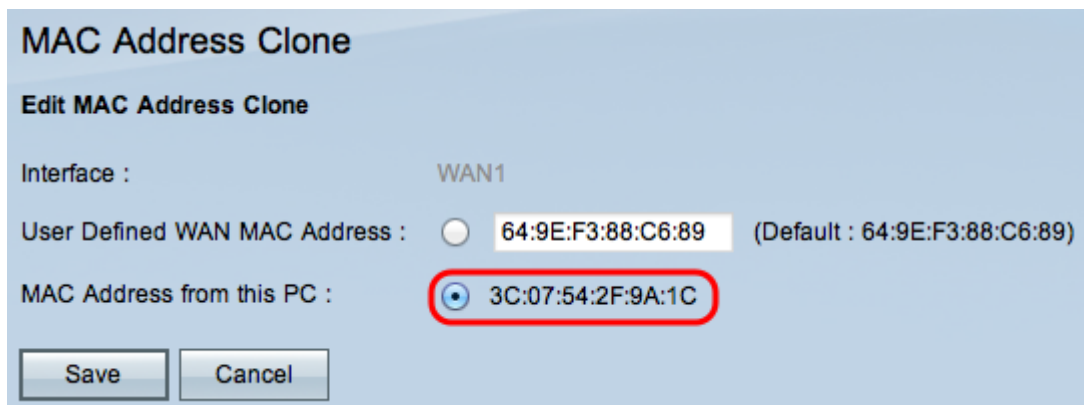 MAC Address Clone
Edit MAC Address Clone
Interface : WAN1
User Defined WAN MAC Address : 64:9E:F3:88:C6:89 (Default : 64:9E:F3:88:C6:89)
MAC Address from this PC : 3C:07:54:2F:9A:1C
Save Cancel